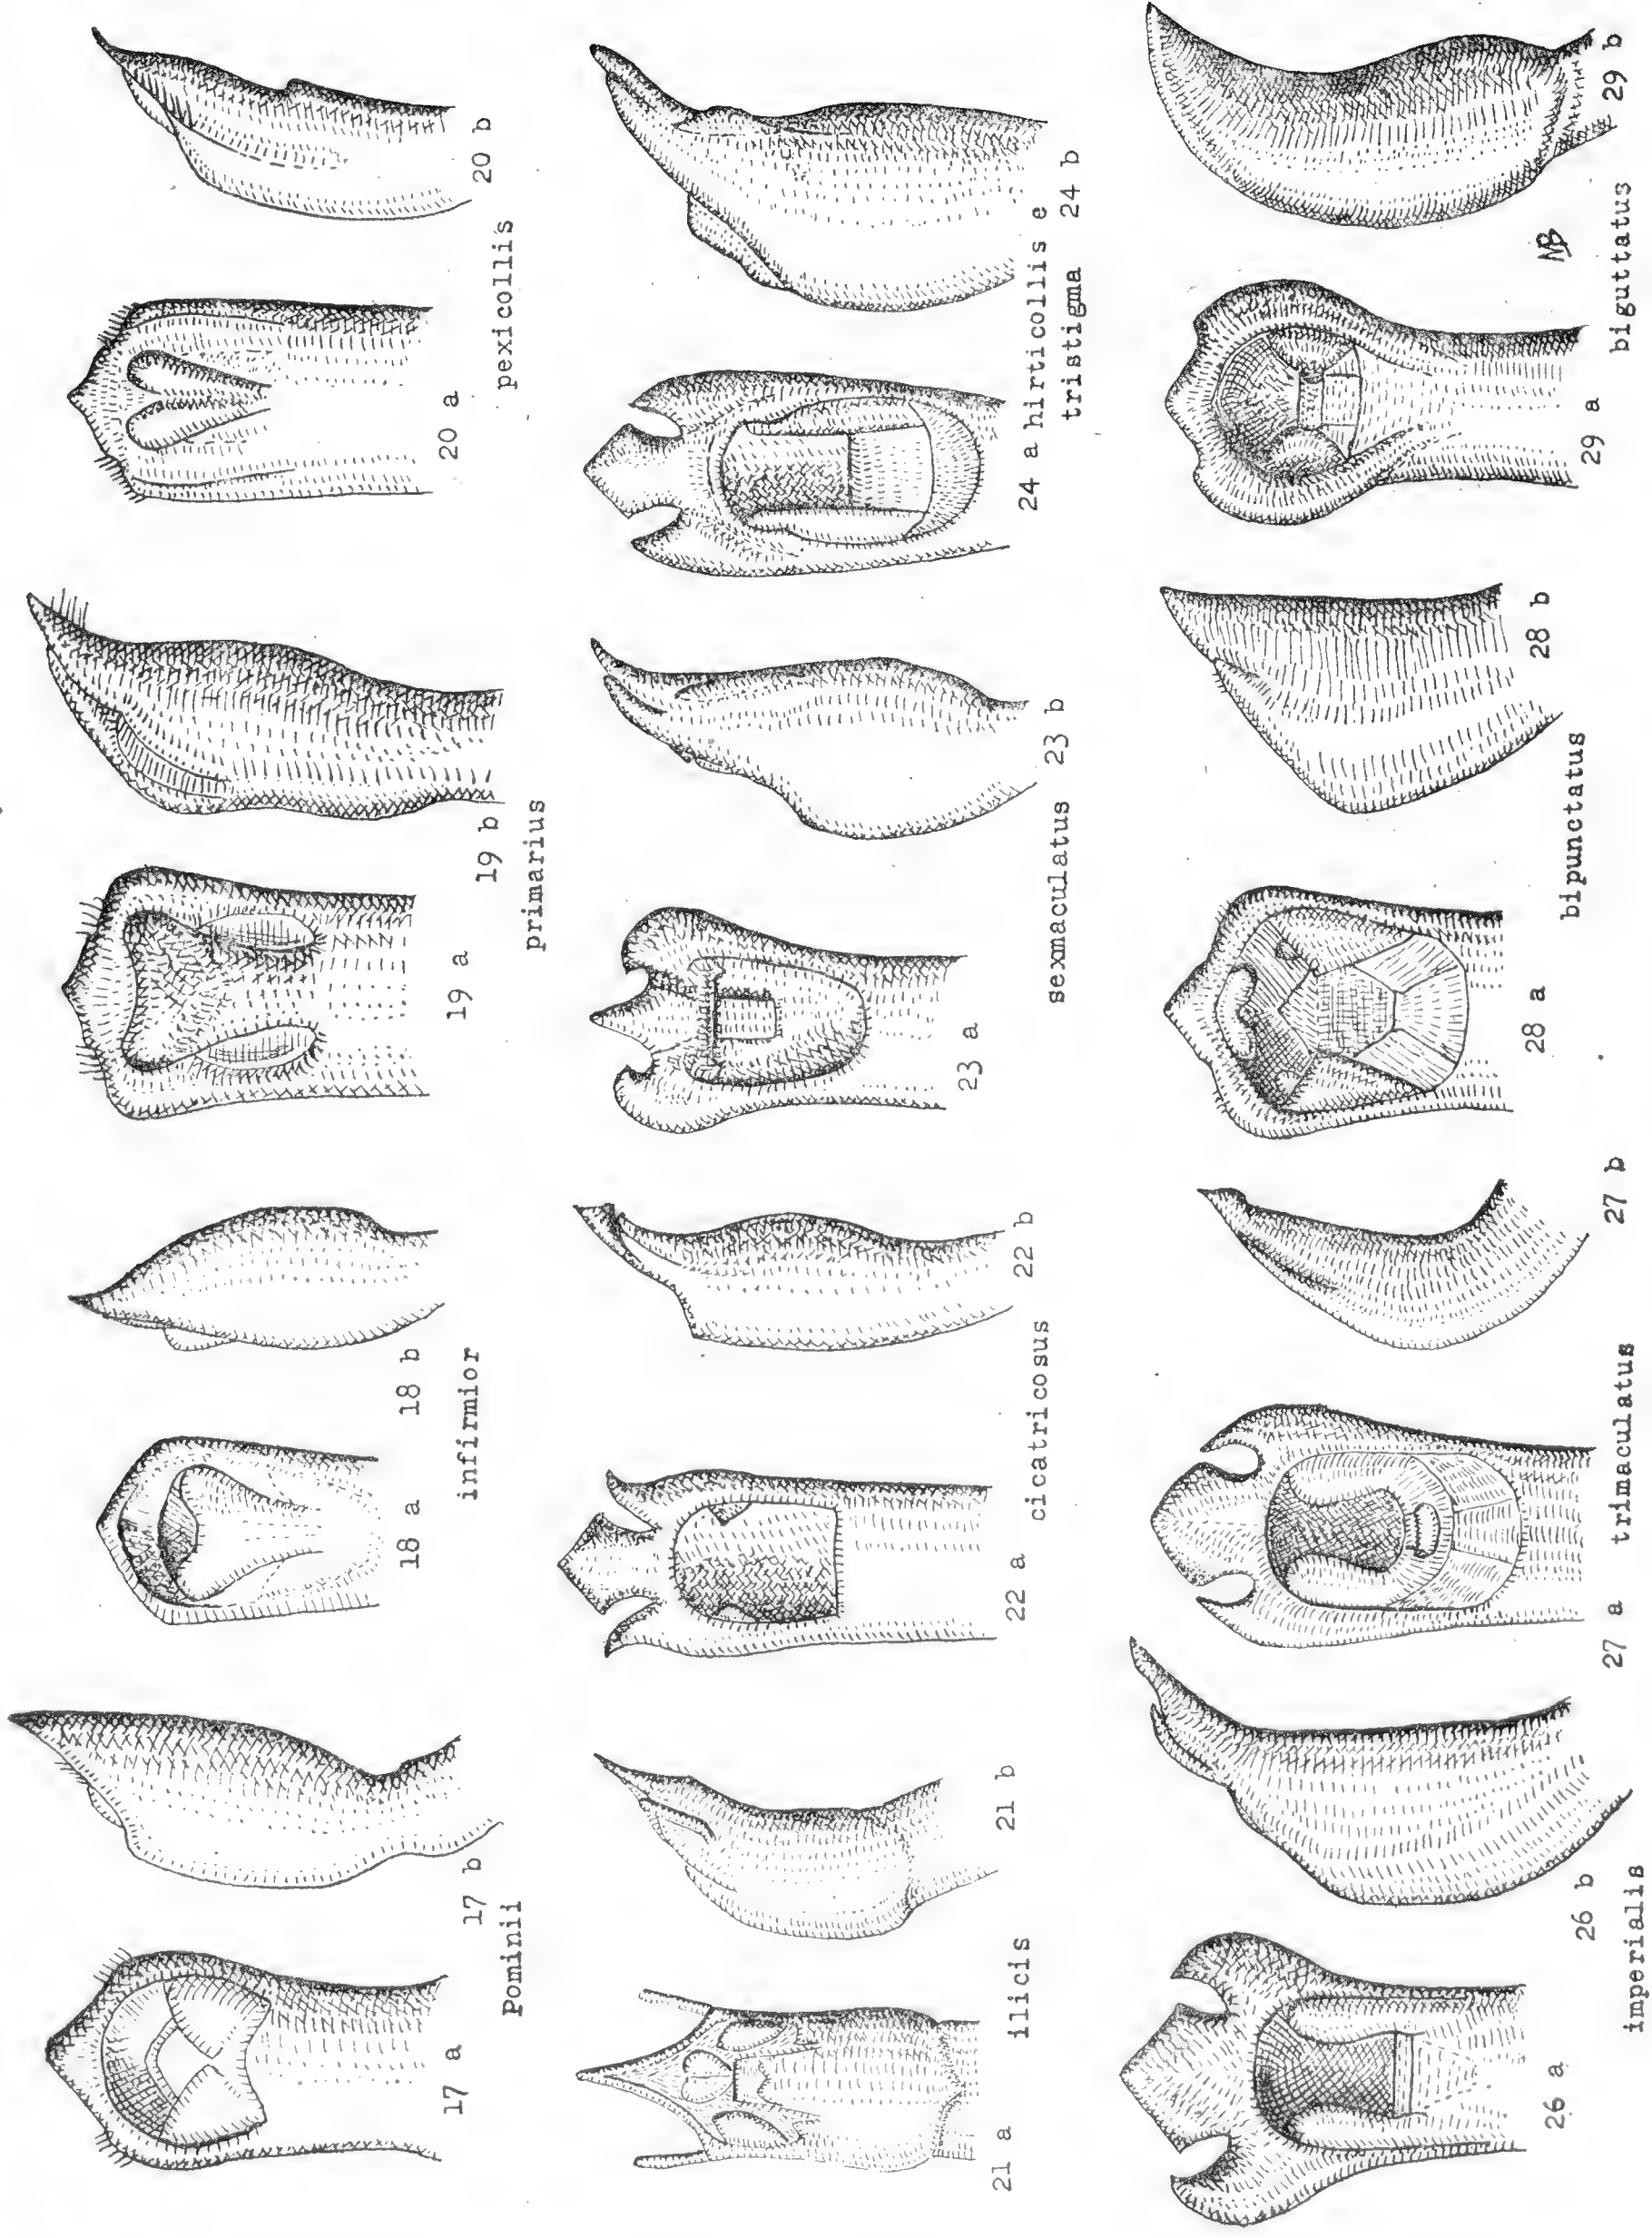 17 a
17 b
Pominii
18 a
18 b
infirmior
19 a
19 b
primarius
20 a
20 b
pexicollis
21 a
21 b
ilicis
22 a
22 b
cicatricosus
23 a
23 b
sexmaculatus
24 a hirticollis e
tristigma 24 b
26 a
26 b
imperialis
27 a
trimaculatus
27 b
28 a
28 b
bipunctatus
29 a
29 b
biguttatus